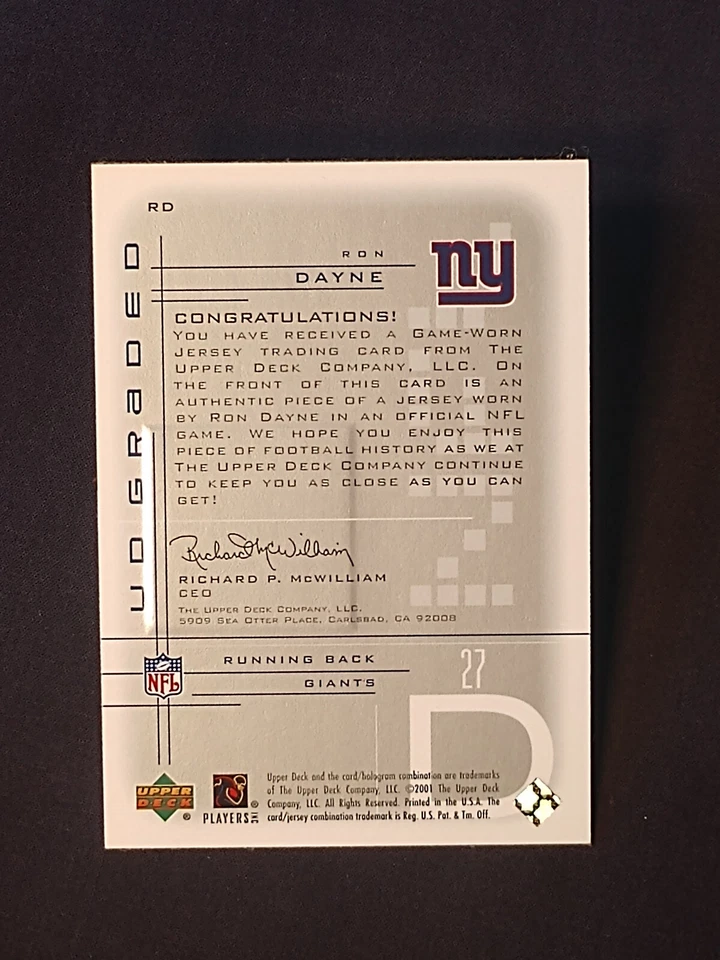 RD
RON
DAYNE
ny
UD GRADED
CONGRATULATIONS!
YOU HAVE RECEIVED A GAME-WORN
JERSEY TRADING CARD FROM THE
UPPER DECK COMPANY, LLC. ON
THE FRONT OF THIS CARD IS AN
AUTHENTIC PIECE OF A JERSEY WORN
BY RON DAYNE IN AN OFFICIAL NFL
GAME. WE HOPE YOU ENJOY THIS
PIECE OF FOOTBALL HISTORY AS WE AT
THE UPPER DECK COMPANY CONTINUE
TO KEEP YOU AS CLOSE AS YOU CAN
GET!
Richard McWilliam
RICHARD P. MCWILLIAM
CEO
THE UPPER DECK COMPANY, LLC.
5909 SEA OTTER PLACE, CARLSBAD, CA 92008
RUNNING BACK
27
NFL
GIANTS
D
UPPER
DECK
®
PLAYERS INC ®
Upper Deck and the card/hologram combination are trademarks
of The Upper Deck Company, LLC. ©2001 The Upper Deck
Company, LLC. All Rights Reserved. Printed in the U.S.A. The
card/jersey combination trademark is Reg. U.S. Pat. & Tm. Off.